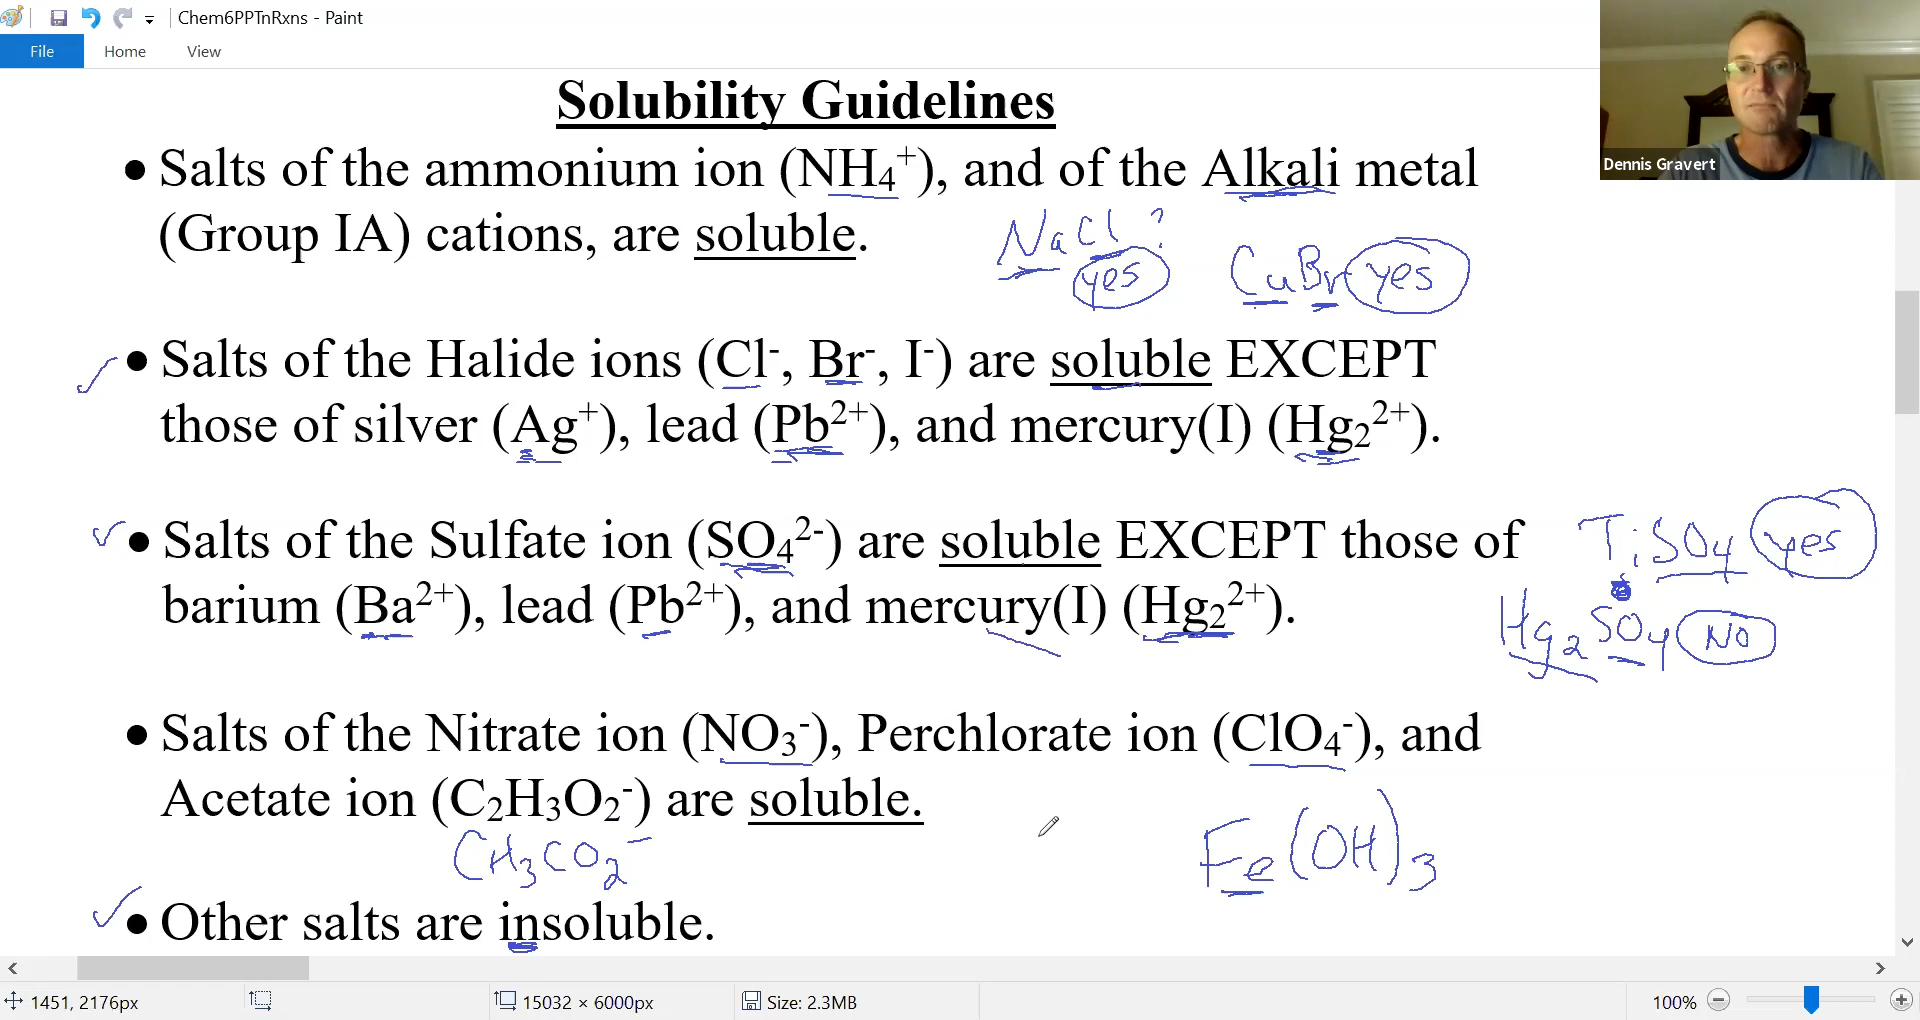 Chem6PPTnRxns - Paint
File Home View
Solubility Guidelines
Dennis Gravert
• Salts of the ammonium ion (NH₄⁺), and of the Alkali metal
(Group IA) cations, are soluble.
NaCl?
yes
CuBr yes
• Salts of the Halide ions (Cl⁻, Br⁻, I⁻) are soluble EXCEPT
those of silver (Ag⁺), lead (Pb²⁺), and mercury(I) (Hg₂²⁺).
• Salts of the Sulfate ion (SO₄²⁻) are soluble EXCEPT those of
barium (Ba²⁺), lead (Pb²⁺), and mercury(I) (Hg₂²⁺).
TiSO₄ yes
Hg₂SO₄ NO
• Salts of the Nitrate ion (NO₃⁻), Perchlorate ion (ClO₄⁻), and
Acetate ion (C₂H₃O₂⁻) are soluble.
CH₃CO₂⁻
Fe(OH)₃
• Other salts are insoluble.
1451, 2176px 15032 × 6000px Size: 2.3MB 100%